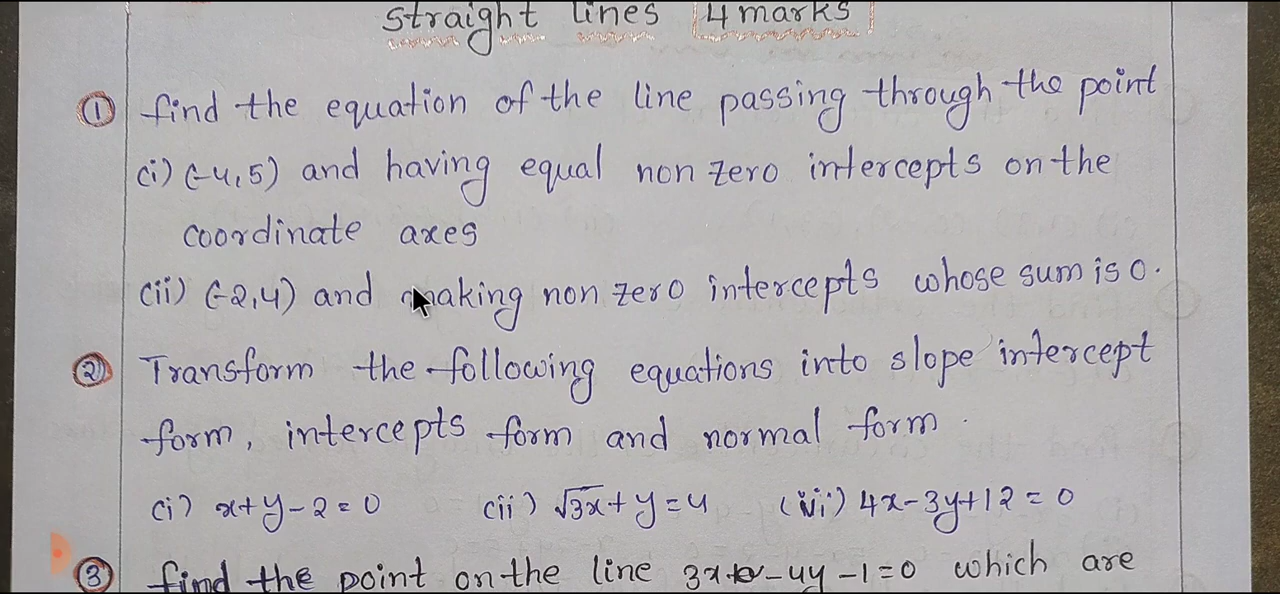 straight lines 4 marks
① find the equation of the line passing through the point
(i) (-4,5) and having equal non zero intercepts on the
coordinate axes
(ii) (-2,4) and making non zero intercepts whose sum is 0.
② Transform the following equations into slope intercept
form, intercepts form and normal form.
(i) x+y-2=0 (ii) √3x+y=4 (iii) 4x-3y+12=0
③ find the point on the line 3x-4y-1=0 which are